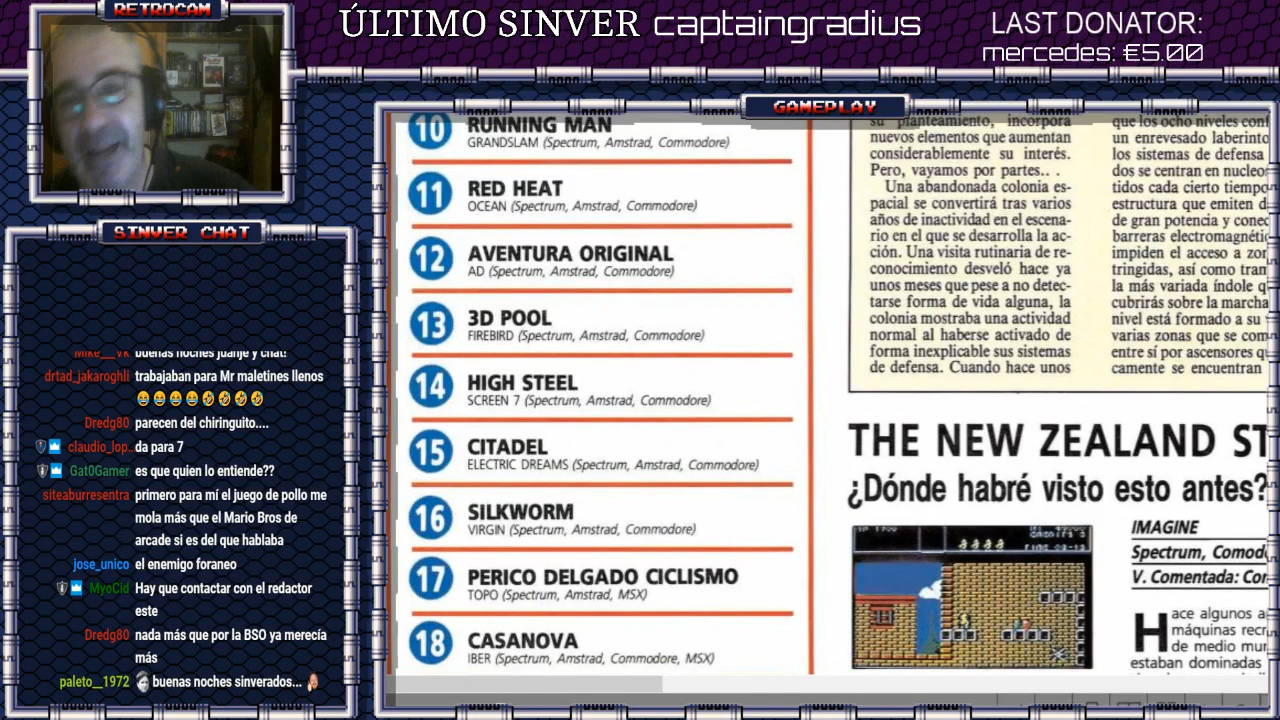 RETROCAM
ÚLTIMO SINVER captaingradius
LAST DONATOR:
mercedes: €5.00
SINVER CHAT
Mike__VK buenas noches juanje y chat!
drtad_jakaroghli trabajaban para Mr maletines llenos
😂😂😂😂🤣🤣🤣🤣
Dredg80 parecen del chiringuito....
claudio_lop.. da para 7
Gat0Gamer es que quien lo entiende??
siteaburresentra primero para mí el juego de pollo me
mola más que el Mario Bros de
arcade si es del que hablaba
jose_unico el enemigo foraneo
MyoCid Hay que contactar con el redactor
este
Dredg80 nada más que por la BSO ya merecía
más
paleto__1972 buenas noches sinverados...
GAMEPLAY
10 RUNNING MAN
GRANDSLAM (Spectrum, Amstrad, Commodore)
11 RED HEAT
OCEAN (Spectrum, Amstrad, Commodore)
12 AVENTURA ORIGINAL
AD (Spectrum, Amstrad, Commodore)
13 3D POOL
FIREBIRD (Spectrum, Amstrad, Commodore)
14 HIGH STEEL
SCREEN 7 (Spectrum, Amstrad, Commodore)
15 CITADEL
ELECTRIC DREAMS (Spectrum, Amstrad, Commodore)
16 SILKWORM
VIRGIN (Spectrum, Amstrad, Commodore)
17 PERICO DELGADO CICLISMO
TOPO (Spectrum, Amstrad, MSX)
18 CASANOVA
IBER (Spectrum, Amstrad, Commodore, MSX)
su planteamiento, incorpora
nuevos elementos que aumentan
considerablemente su interés.
Pero, vayamos por partes.. .
Una abandonada colonia es-
pacial se convertirá tras varios
años de inactividad en el escena-
rio en el que se desarrolla la ac-
ción. Una visita rutinaria de re-
conocimiento desveló hace ya
unos meses que pese a no detec-
tarse forma de vida alguna, la
colonia mostraba una actividad
normal al haberse activado de
forma inexplicable sus sistemas
de defensa. Cuando hace unos
que los ocho niveles conf
un enrevesado laberinto
los sistemas de defensa
dos se centran en nucleo
tidos cada cierto tiempo
estructura que emiten d
de gran potencia y conec
barreras electromagnétic
impiden el acceso a zon
tringidas, así como tram
la más variada índole q
cubrirás sobre la marcha
nivel está formado a su
varias zonas que se com
entre sí por ascensores q
camente se encuentran
THE NEW ZEALAND ST
¿Dónde habré visto esto antes?
IMAGINE
Spectrum, Comod
V. Comentada: Con
Hace algunos a
máquinas recr
de medio mun
estaban dominadas